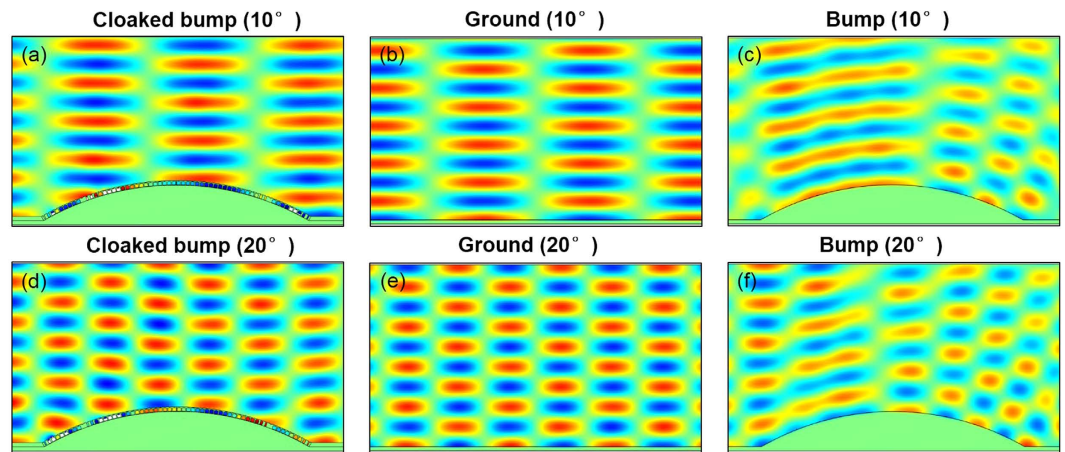 Cloaked bump (10° ) Ground (10° ) Bump (10° )
(a) (b) (c)
Cloaked bump (20° ) Ground (20° ) Bump (20° )
(d) (e) (f)